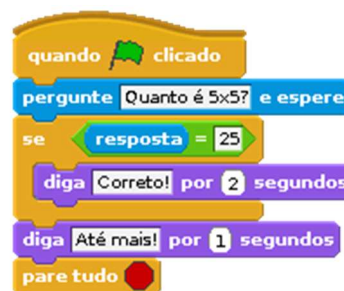 quando clicado
pergunte Quanto é 5x5? e espere
se resposta = 25
diga Correto! por 2 segundos
diga Até mais! por 1 segundos
pare tudo